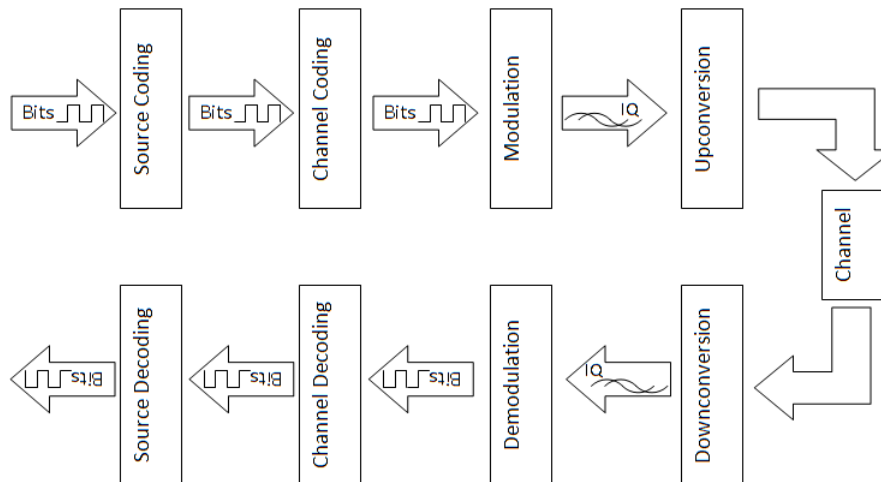 Bits
Source Coding
Bits
Channel Coding
Bits
Modulation
IQ
Upconversion
Channel
Downconversion
IQ
Demodulation
Bits
Channel Decoding
Bits
Source Decoding
Bits